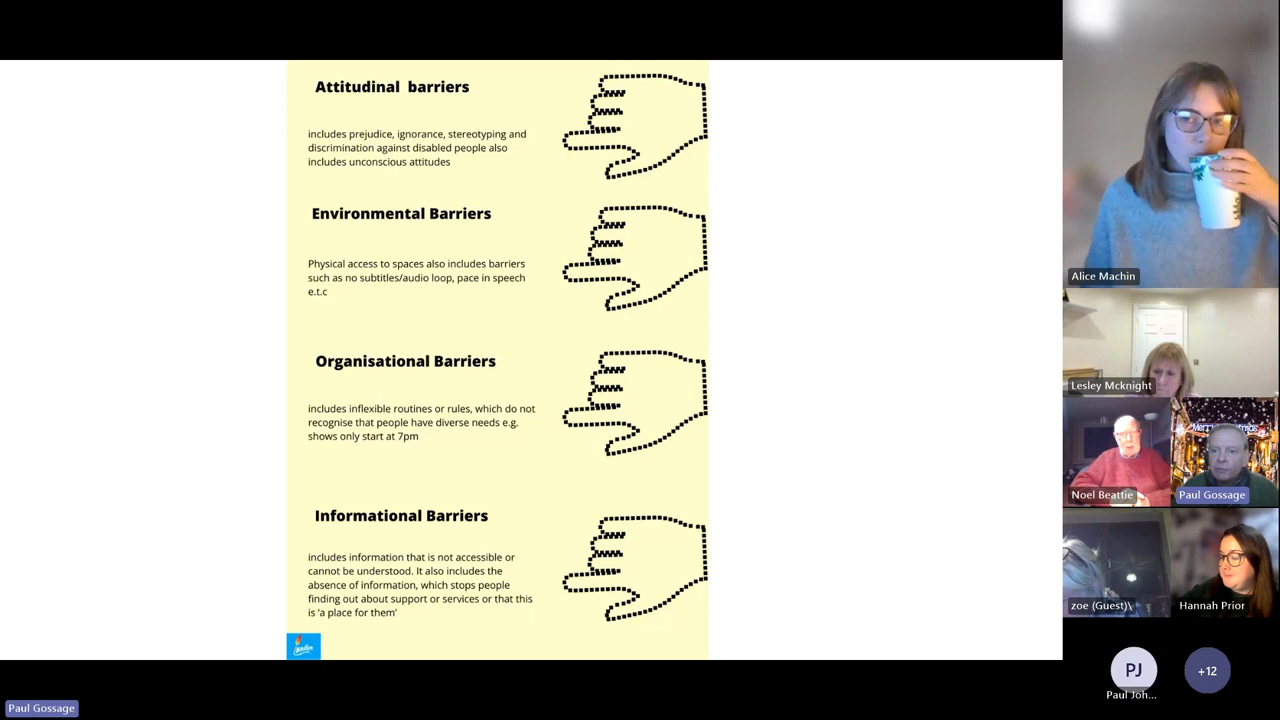 Attitudinal barriers
includes prejudice, ignorance, stereotyping and
discrimination against disabled people also
includes unconscious attitudes
Environmental Barriers
Physical access to spaces also includes barriers
such as no subtitles/audio loop, pace in speech
e.t.c
Organisational Barriers
includes inflexible routines or rules, which do not
recognise that people have diverse needs e.g.
shows only start at 7pm
Informational Barriers
includes information that is not accessible or
cannot be understood. It also includes the
absence of information, which stops people
finding out about support or services or that this
is ‘a place for them’
Paul Gossage
Alice Machin
Lesley Mcknight
Noel Beattie
Merry Christmas
Paul Gossage
zoe (Guest)\
Hannah Prior
PJ
Paul Joh...
+12